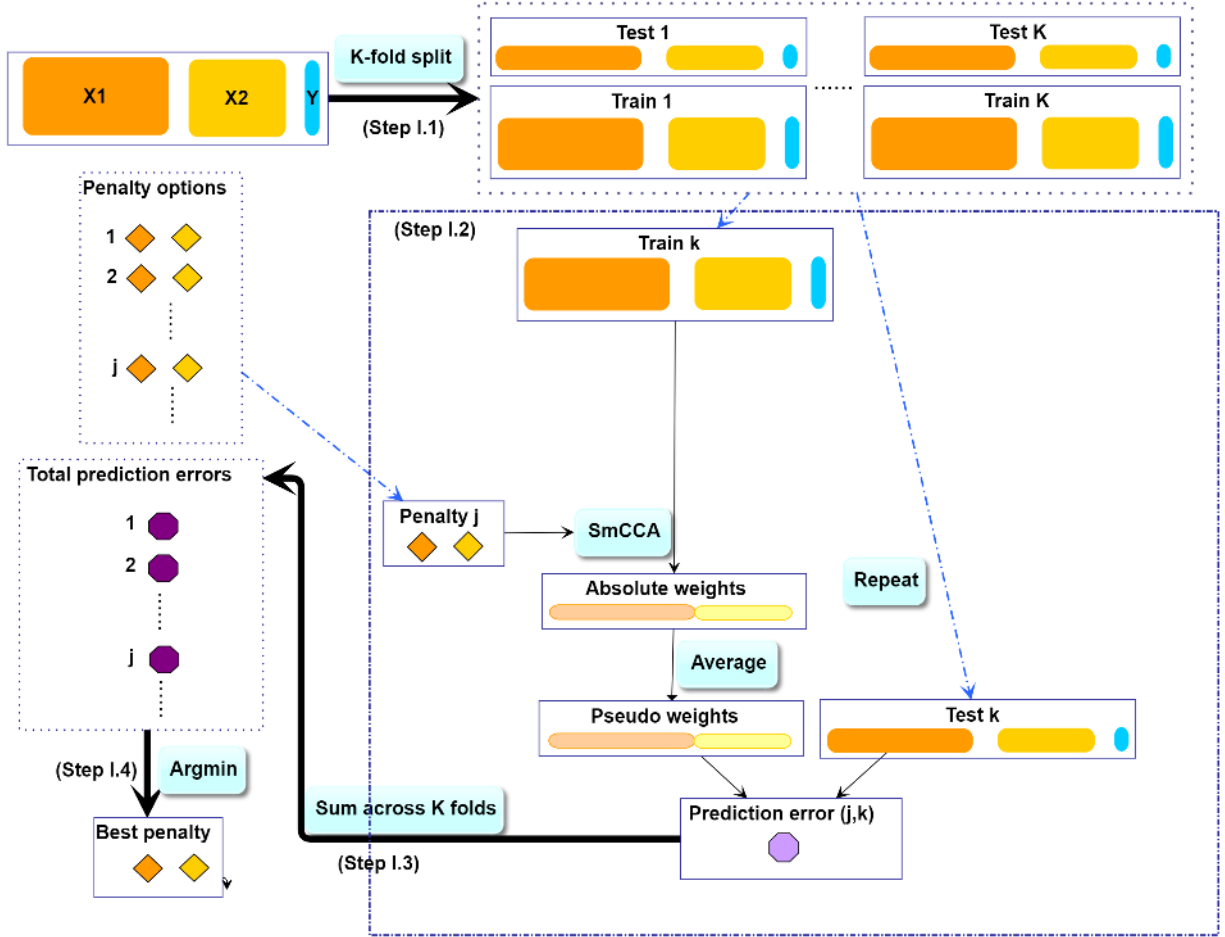 X1
X2
Y
K-fold split
(Step I.1)
Test 1
Train 1
......
Test K
Train K
Penalty options
1
2
......
j
......
(Step I.2)
Train k
Penalty j
SmCCA
Absolute weights
Average
Pseudo weights
Repeat
Test k
Prediction error (j,k)
Sum across K folds
(Step I.3)
Total prediction errors
1
2
......
j
......
(Step I.4)
Argmin
Best penalty